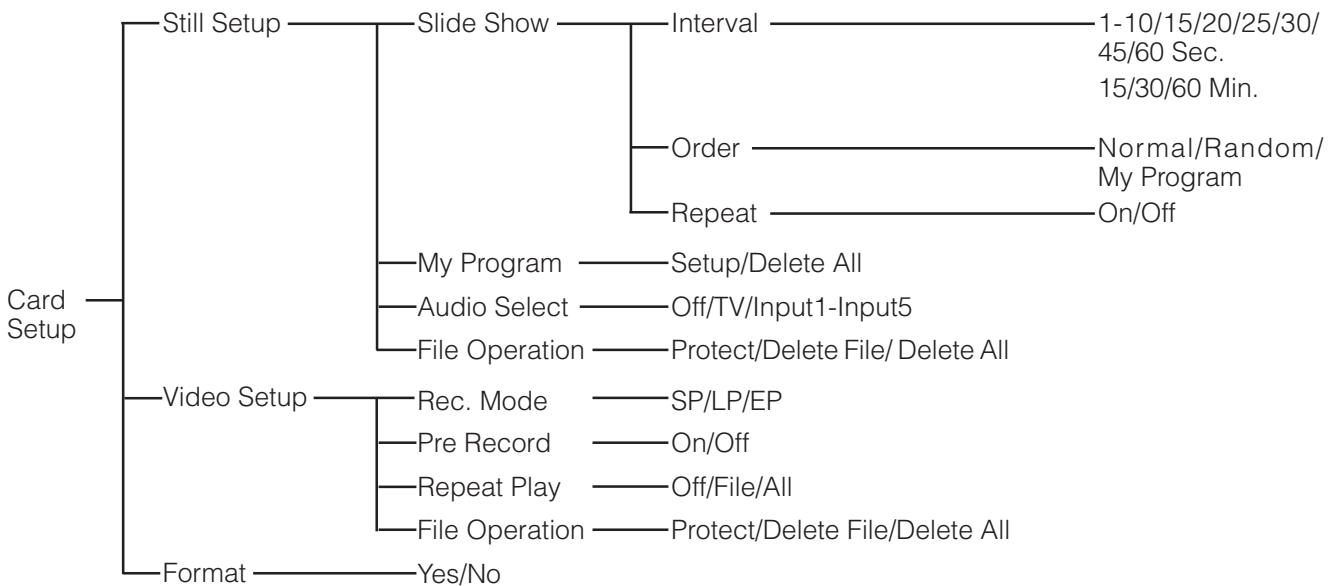 Still Setup Slide Show Interval 1-10/15/20/25/30/
45/60 Sec.
15/30/60 Min.
Order Normal/Random/
My Program
Repeat On/Off
My Program Setup/Delete All
Card
Setup
Audio Select Off/TV/Input1-Input5
File Operation Protect/Delete File/ Delete All
Video Setup Rec. Mode SP/LP/EP
Pre Record On/Off
Repeat Play Off/File/All
File Operation Protect/Delete File/Delete All
Format Yes/No